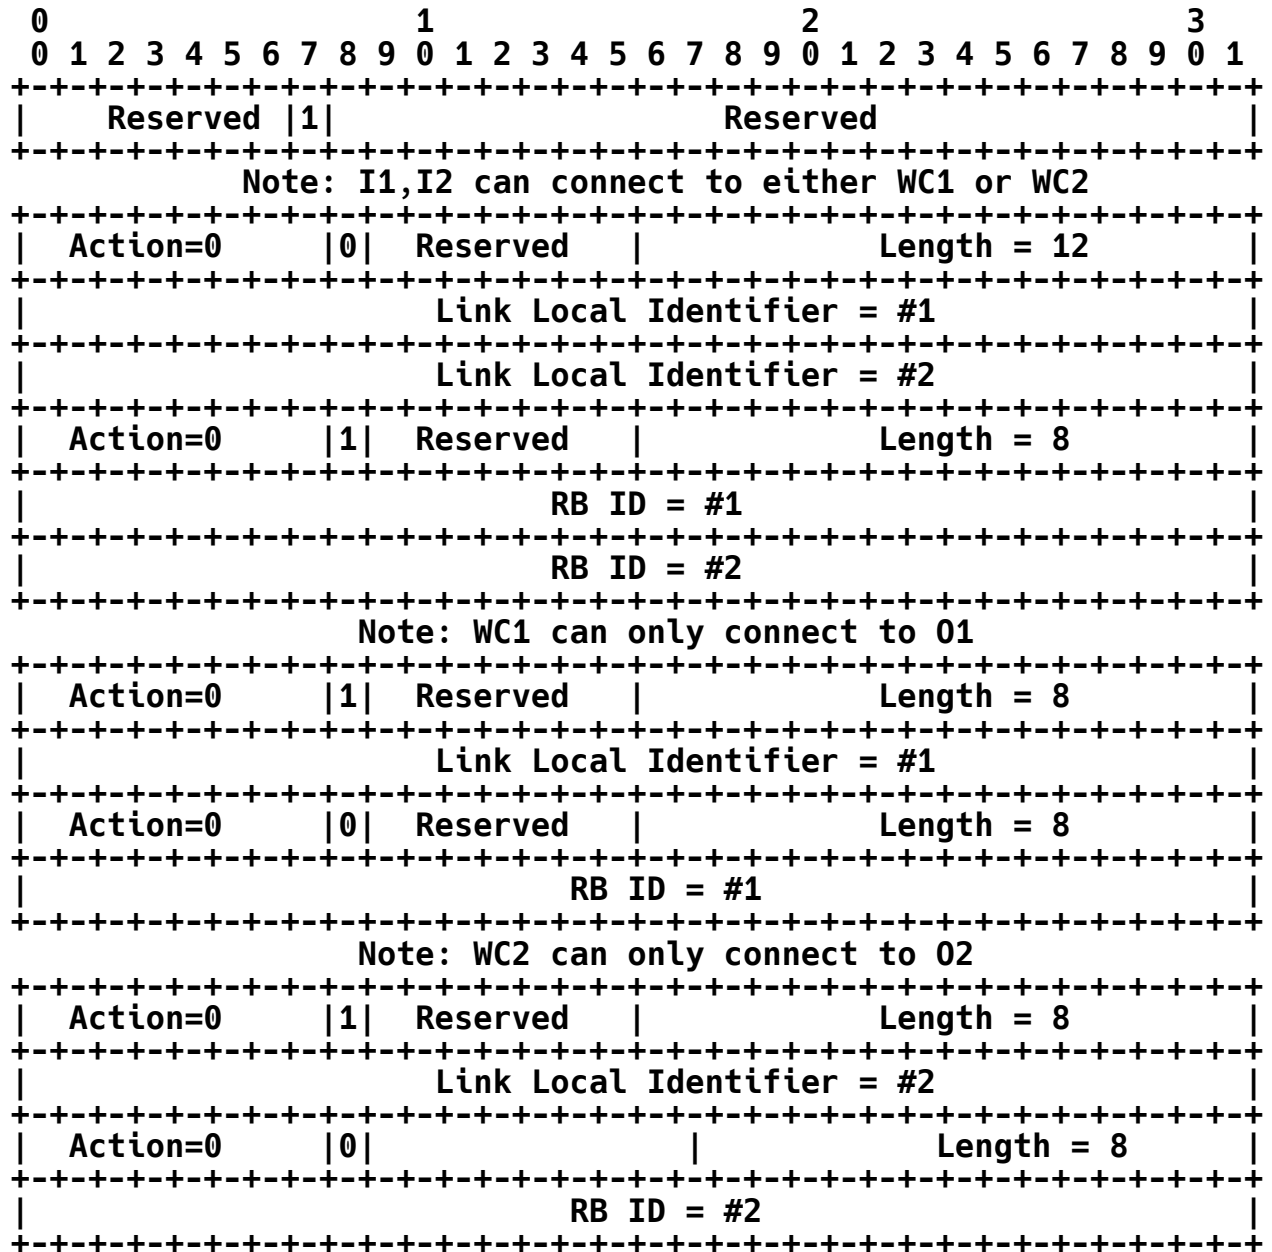 0                   1                   2                   3
 0 1 2 3 4 5 6 7 8 9 0 1 2 3 4 5 6 7 8 9 0 1 2 3 4 5 6 7 8 9 0 1
+-+-+-+-+-+-+-+-+-+-+-+-+-+-+-+-+-+-+-+-+-+-+-+-+-+-+-+-+-+-+-+-+
|    Reserved |1|                    Reserved                   |
+-+-+-+-+-+-+-+-+-+-+-+-+-+-+-+-+-+-+-+-+-+-+-+-+-+-+-+-+-+-+-+-+
            Note: I1,I2 can connect to either WC1 or WC2
+-+-+-+-+-+-+-+-+-+-+-+-+-+-+-+-+-+-+-+-+-+-+-+-+-+-+-+-+-+-+-+-+
|  Action=0     |0|  Reserved   |            Length = 12        |
+-+-+-+-+-+-+-+-+-+-+-+-+-+-+-+-+-+-+-+-+-+-+-+-+-+-+-+-+-+-+-+-+
|                     Link Local Identifier = #1                |
+-+-+-+-+-+-+-+-+-+-+-+-+-+-+-+-+-+-+-+-+-+-+-+-+-+-+-+-+-+-+-+-+
|                     Link Local Identifier = #2                |
+-+-+-+-+-+-+-+-+-+-+-+-+-+-+-+-+-+-+-+-+-+-+-+-+-+-+-+-+-+-+-+-+
|  Action=0     |1|  Reserved   |            Length = 8         |
+-+-+-+-+-+-+-+-+-+-+-+-+-+-+-+-+-+-+-+-+-+-+-+-+-+-+-+-+-+-+-+-+
|                           RB ID = #1                          |
+-+-+-+-+-+-+-+-+-+-+-+-+-+-+-+-+-+-+-+-+-+-+-+-+-+-+-+-+-+-+-+-+
|                           RB ID = #2                          |
+-+-+-+-+-+-+-+-+-+-+-+-+-+-+-+-+-+-+-+-+-+-+-+-+-+-+-+-+-+-+-+-+
                  Note: WC1 can only connect to O1
+-+-+-+-+-+-+-+-+-+-+-+-+-+-+-+-+-+-+-+-+-+-+-+-+-+-+-+-+-+-+-+-+
|  Action=0     |1|  Reserved   |            Length = 8         |
+-+-+-+-+-+-+-+-+-+-+-+-+-+-+-+-+-+-+-+-+-+-+-+-+-+-+-+-+-+-+-+-+
|                     Link Local Identifier = #1                |
+-+-+-+-+-+-+-+-+-+-+-+-+-+-+-+-+-+-+-+-+-+-+-+-+-+-+-+-+-+-+-+-+
|  Action=0     |0|  Reserved   |            Length = 8         |
+-+-+-+-+-+-+-+-+-+-+-+-+-+-+-+-+-+-+-+-+-+-+-+-+-+-+-+-+-+-+-+-+
|                            RB ID = #1                         |
+-+-+-+-+-+-+-+-+-+-+-+-+-+-+-+-+-+-+-+-+-+-+-+-+-+-+-+-+-+-+-+-+
                  Note: WC2 can only connect to O2
+-+-+-+-+-+-+-+-+-+-+-+-+-+-+-+-+-+-+-+-+-+-+-+-+-+-+-+-+-+-+-+-+
|  Action=0     |1|  Reserved   |            Length = 8         |
+-+-+-+-+-+-+-+-+-+-+-+-+-+-+-+-+-+-+-+-+-+-+-+-+-+-+-+-+-+-+-+-+
|                     Link Local Identifier = #2                |
+-+-+-+-+-+-+-+-+-+-+-+-+-+-+-+-+-+-+-+-+-+-+-+-+-+-+-+-+-+-+-+-+
|  Action=0     |0|                |            Length = 8      |
+-+-+-+-+-+-+-+-+-+-+-+-+-+-+-+-+-+-+-+-+-+-+-+-+-+-+-+-+-+-+-+-+
|                            RB ID = #2                         |
+-+-+-+-+-+-+-+-+-+-+-+-+-+-+-+-+-+-+-+-+-+-+-+-+-+-+-+-+-+-+-+-+